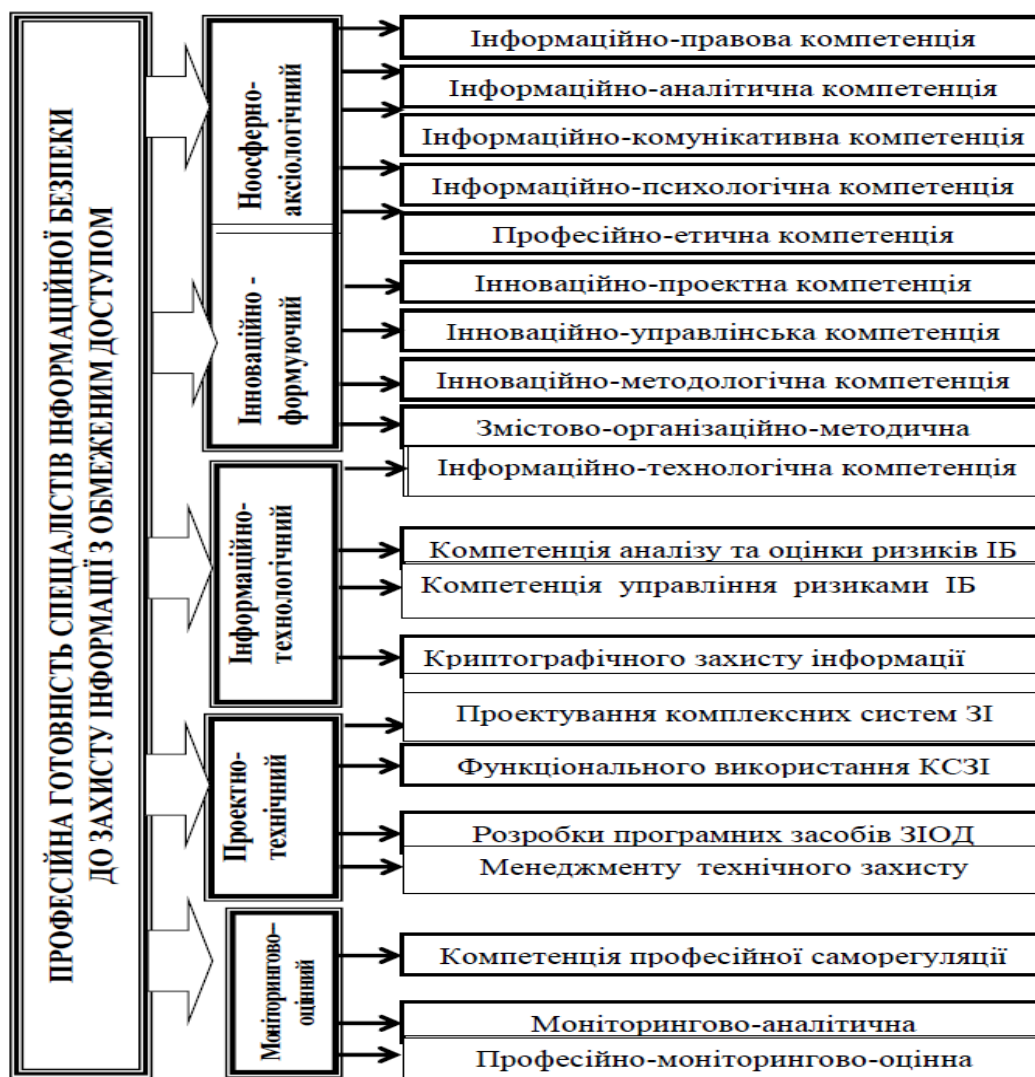 ПРОФЕСІЙНА ГОТОВНІСТЬ СПЕЦІАЛІСТІВ ІНФОРМАЦІЙНОЇ БЕЗПЕКИ
ДО ЗАХИСТУ ІНФОРМАЦІЇ З ОБМЕЖЕНИМ ДОСТУПОМ
Ноосферно-
аксіологічний
Інформаційно-правова компетенція
Інформаційно-аналітична компетенція
Інформаційно-комунікативна компетенція
Інформаційно-психологічна компетенція
Професійно-етична компетенція
Інноваційно -
формуючий
Інноваційно-проектна компетенція
Інноваційно-управлінська компетенція
Інноваційно-методологічна компетенція
Змістово-організаційно-методична
Інформаційно-
технологічний
Інформаційно-технологічна компетенція
Компетенція аналізу та оцінки ризиків ІБ
Компетенція управління ризиками ІБ
Криптографічного захисту інформації
Проектно-
технічний
Проектування комплексних систем ЗІ
Функціонального використання КСЗІ
Розробки програмних засобів ЗІОД
Менеджменту технічного захисту
Моніторингово–
оцінний
Компетенція професійної саморегуляції
Моніторингово-аналітична
Професійно-моніторингово-оцінна